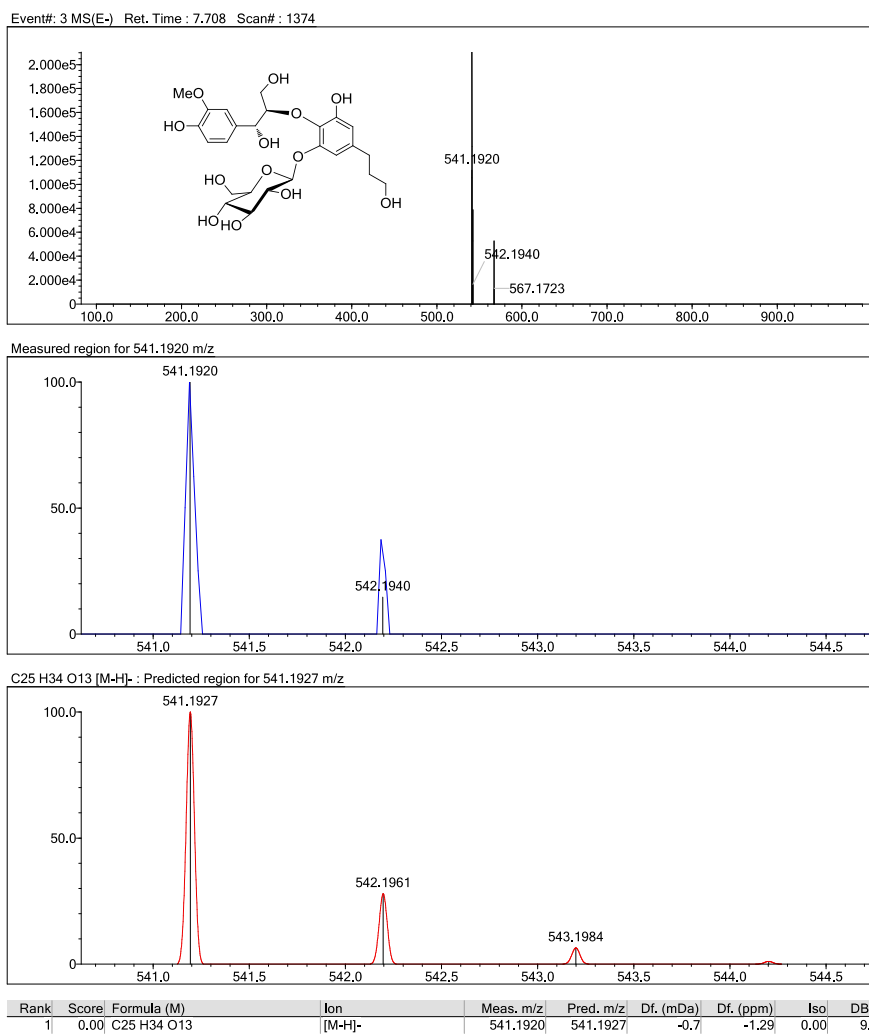 Event#: 3 MS(E-) Ret. Time : 7.708 Scan# : 1374
2.000e5
1.800e5
1.600e5
1.400e5
1.200e5
1.000e5
8.000e4
6.000e4
4.000e4
2.000e4
0
OH
MeO
OH
O
HO
OH
O
O
HO
OH
HO
HO
OH
541.1920
542.1940
567.1723
100.0 200.0 300.0 400.0 500.0 600.0 700.0 800.0 900.0
Measured region for 541.1920 m/z
541.1920
100.0
50.0
542.1940
0
541.0 541.5 542.0 542.5 543.0 543.5 544.0 544.5
C25 H34 O13 [M-H]- : Predicted region for 541.1927 m/z
541.1927
100.0
50.0
542.1961
543.1984
0
541.0 541.5 542.0 542.5 543.0 543.5 544.0 544.5
Rank Score Formula (M) Ion Meas. m/z Pred. m/z Df. (mDa) Df. (ppm) Iso DB
1 0.00 C25 H34 O13 [M-H]- 541.1920 541.1927 -0.7 -1.29 0.00 9.